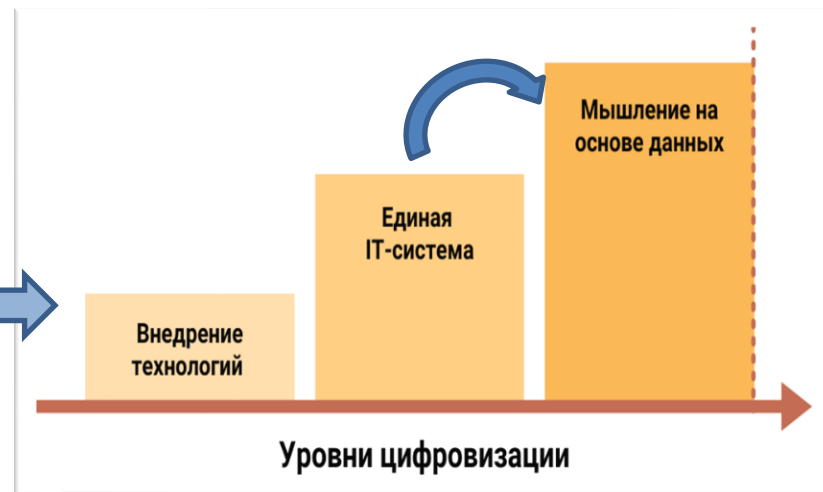 Мышление на
основе данных
Единая
IT-система
Внедрение
технологий
Уровни цифровизации